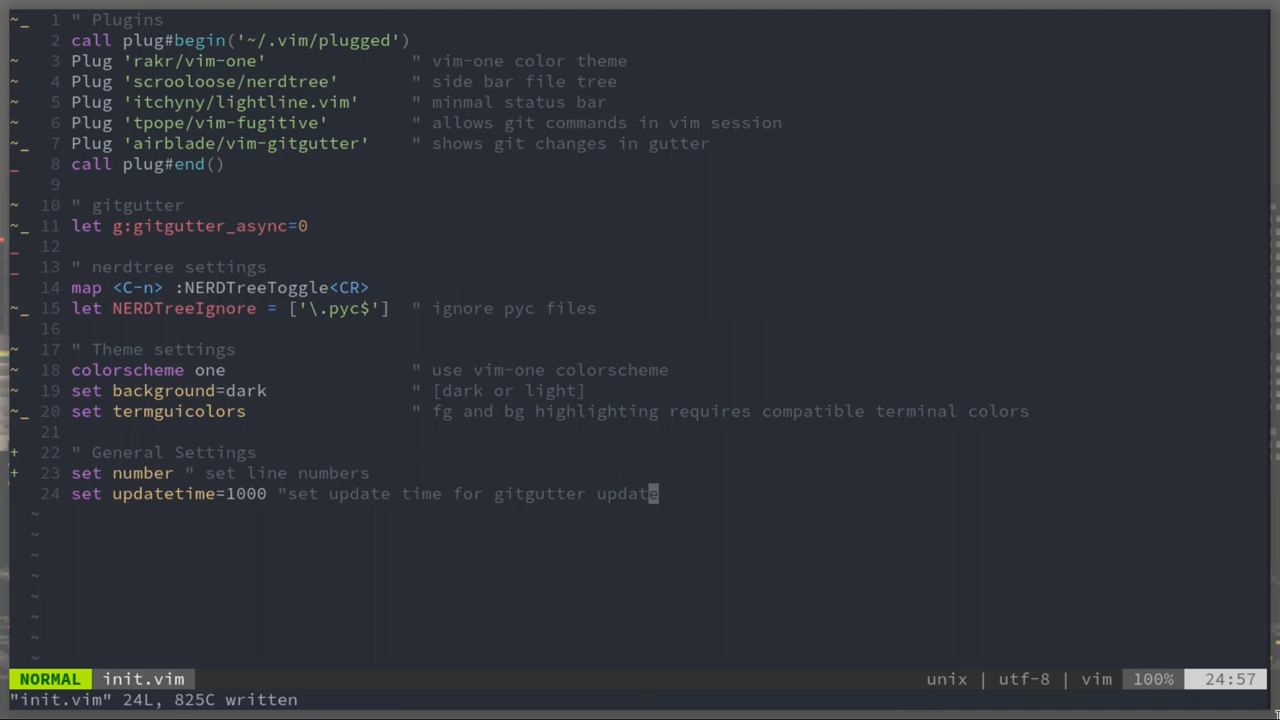 ~_ 1 " Plugins
2 call plug#begin('~/.vim/plugged')
~ 3 Plug 'rakr/vim-one' " vim-one color theme
~ 4 Plug 'scrooloose/nerdtree' " side bar file tree
~ 5 Plug 'itchyny/lightline.vim' " minmal status bar
~ 6 Plug 'tpope/vim-fugitive' " allows git commands in vim session
~_ 7 Plug 'airblade/vim-gitgutter' " shows git changes in gutter
_ 8 call plug#end()
9
~ 10 " gitgutter
~_ 11 let g:gitgutter_async=0
_ 12
_ 13 " nerdtree settings
14 map <C-n> :NERDTreeToggle<CR>
~_ 15 let NERDTreeIgnore = ['\.pyc$'] " ignore pyc files
16
~ 17 " Theme settings
~ 18 colorscheme one " use vim-one colorscheme
~ 19 set background=dark " [dark or light]
~_ 20 set termguicolors " fg and bg highlighting requires compatible terminal colors
21
+ 22 " General Settings
+ 23 set number " set line numbers
24 set updatetime=1000 "set update time for gitgutter update
~
~
~
~
~
~
~
~
NORMAL init.vim unix | utf-8 | vim 100% 24:57
"init.vim" 24L, 825C written